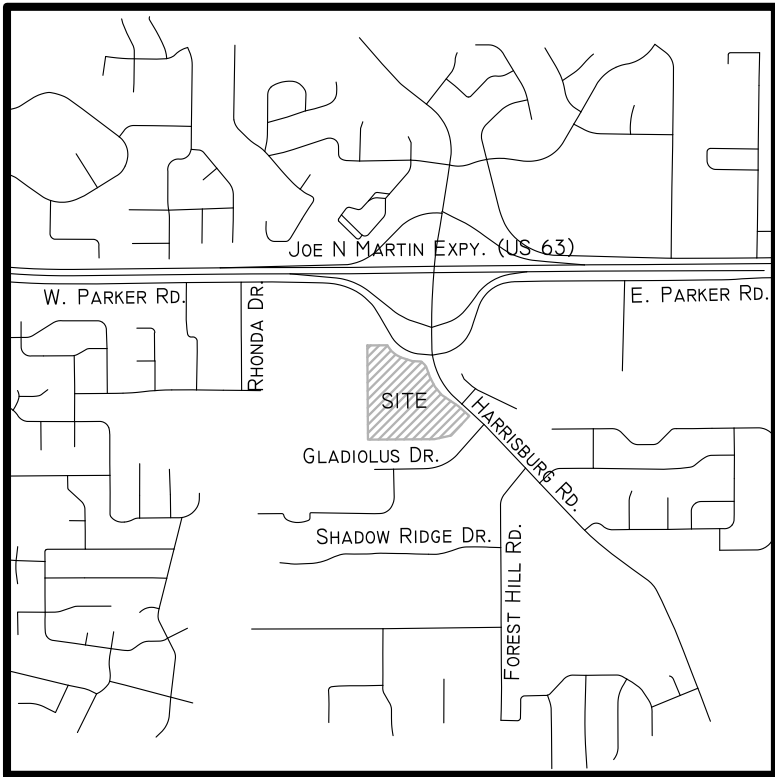 JOE N MARTIN EXPY. (US 63)
W. PARKER RD.
E. PARKER RD.
RHONDA DR.
SITE
HARRISBURG RD.
GLADIOLUS DR.
SHADOW RIDGE DR.
FOREST HILL RD.